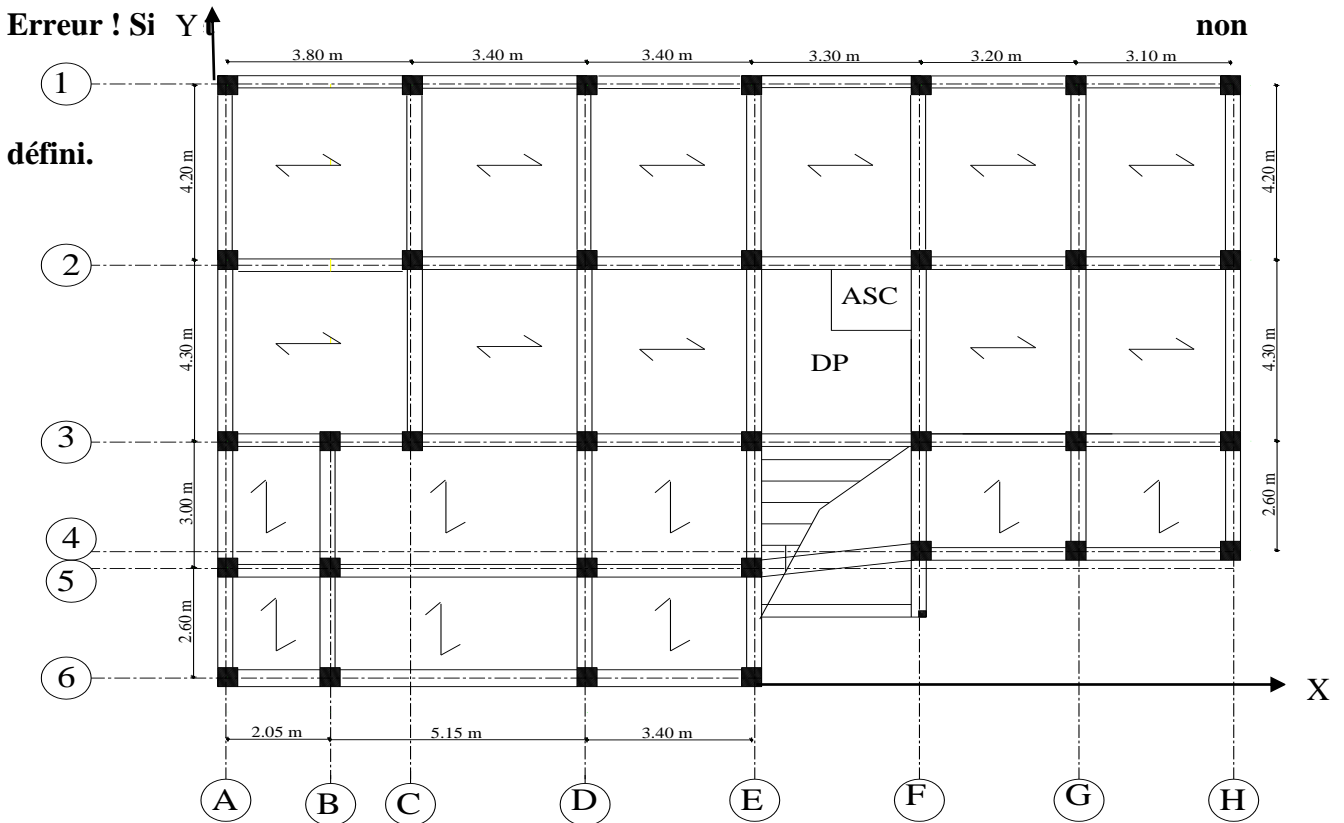 Erreur ! Si Y non
3.80 m 3.40 m 3.40 m 3.30 m 3.20 m 3.10 m
1
défini.
4.20 m 4.20 m
2
ASC
4.30 m DP 4.30 m
3
3.00 m 2.60 m
4
5
2.60 m
6
X
2.05 m 5.15 m 3.40 m
A B C D E F G H